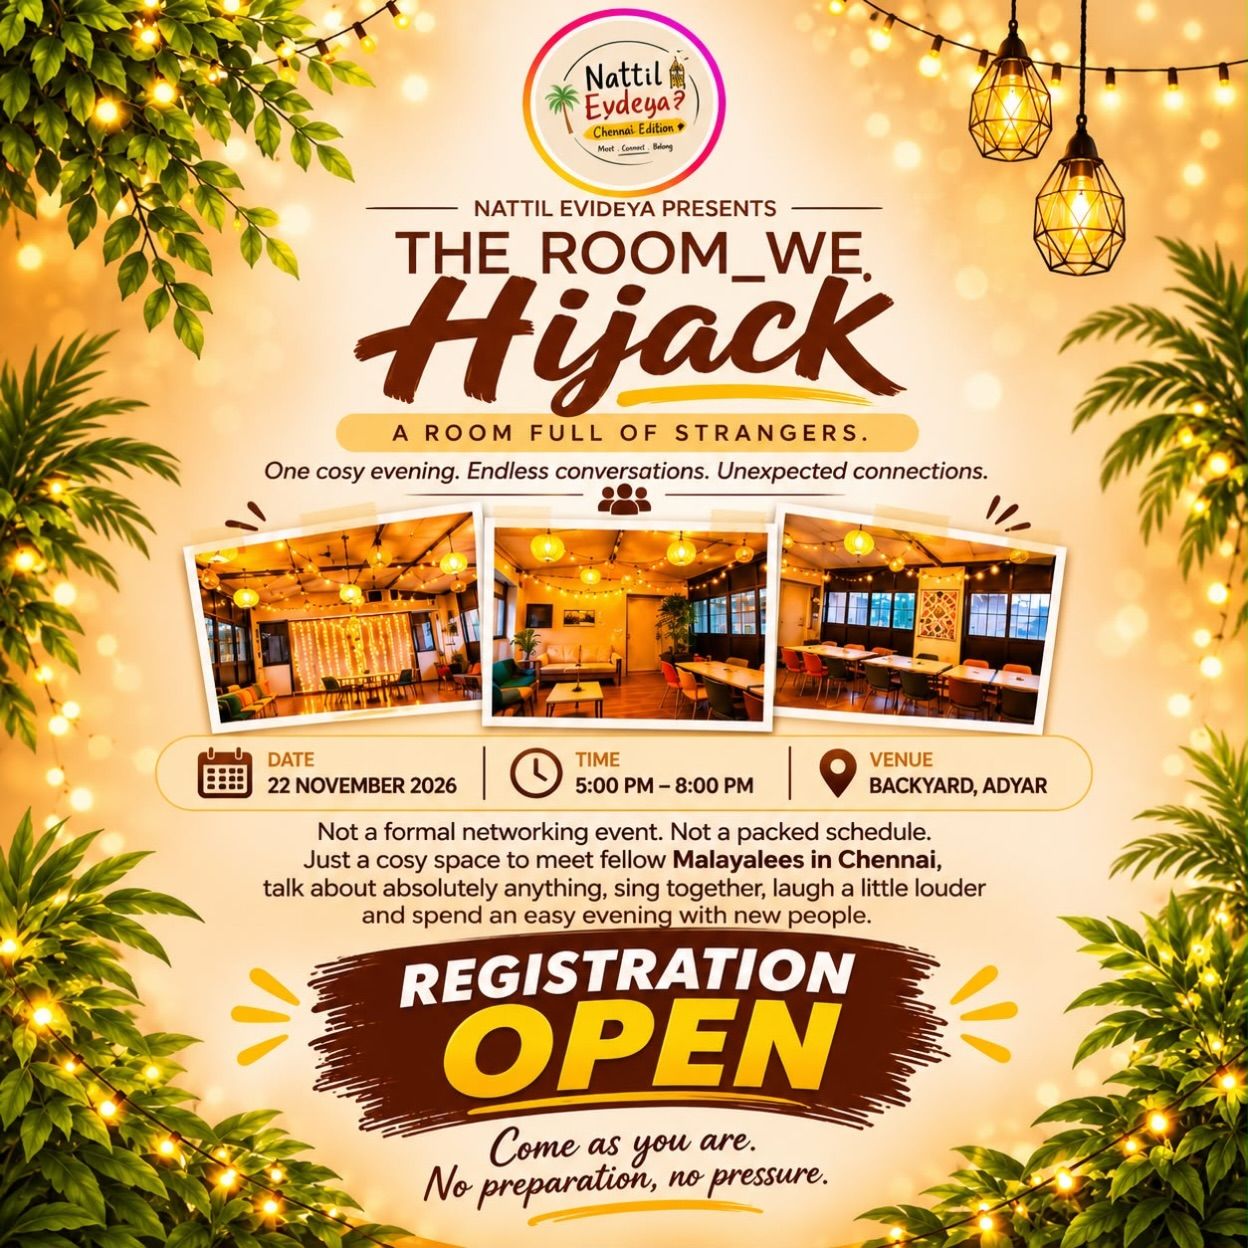 Nattil
Eydeya?
Chennai Edition
Meet . Connect . Belong
NATTIL EVIDEYA PRESENTS
THE ROOM_WE.
Hijack
A ROOM FULL OF STRANGERS.
One cosy evening. Endless conversations. Unexpected connections.
DATE
22 NOVEMBER 2026
TIME
5:00 PM – 8:00 PM
VENUE
BACKYARD, ADYAR
Not a formal networking event. Not a packed schedule.
Just a cosy space to meet fellow Malayalees in Chennai,
talk about absolutely anything, sing together, laugh a little louder
and spend an easy evening with new people.
REGISTRATION
OPEN
Come as you are.
No preparation, no pressure.